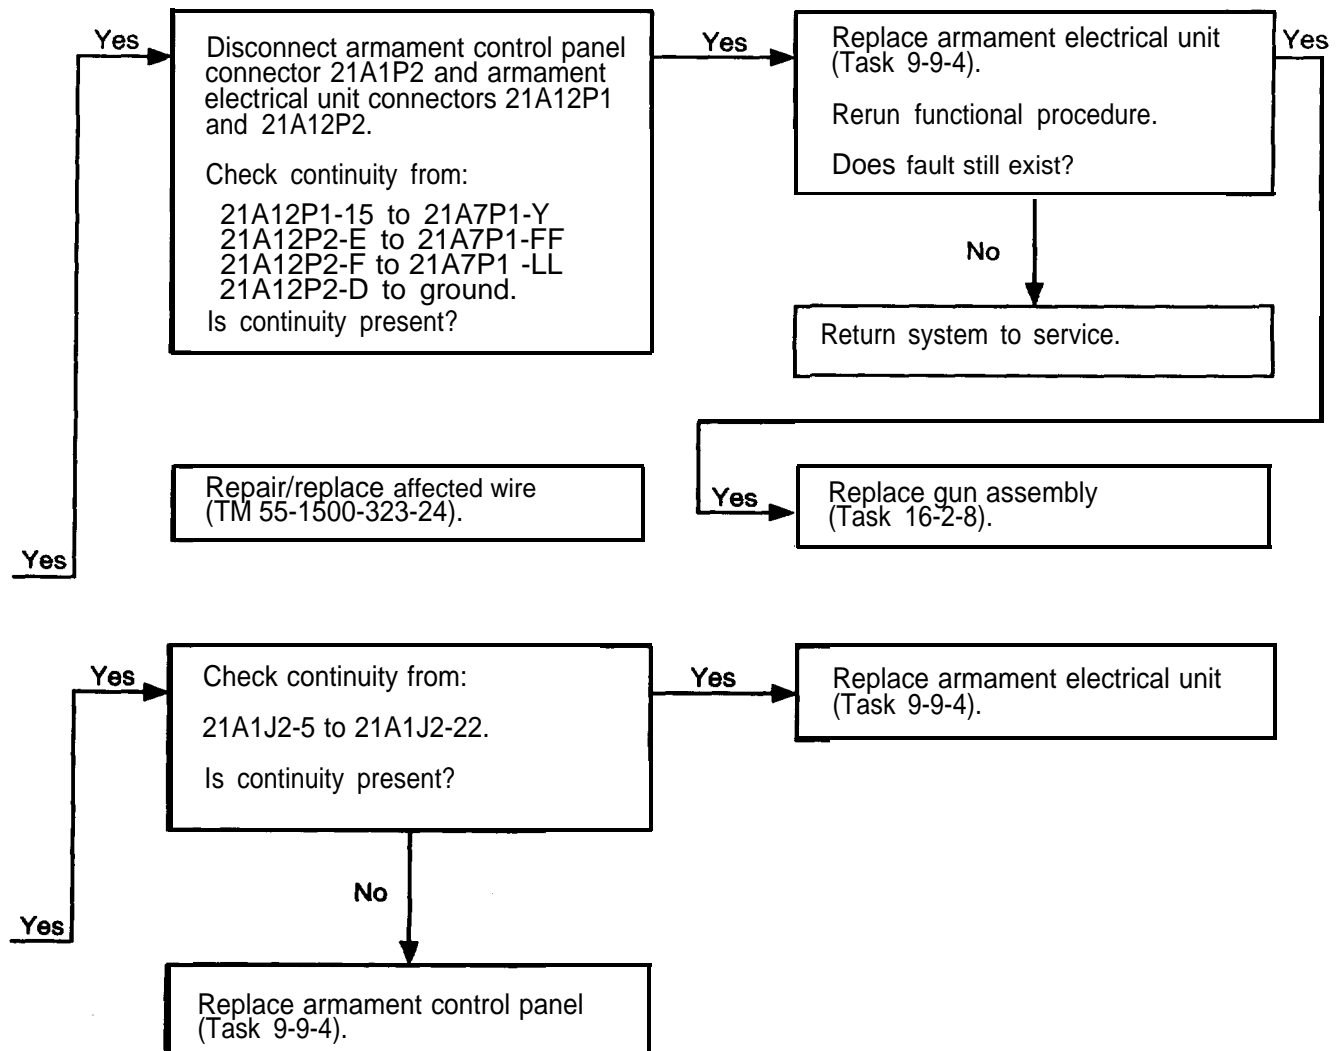 Yes
Disconnect armament control panel
connector 21A1P2 and armament
electrical unit connectors 21A12P1
and 21A12P2.
Check continuity from:
21A12P1-15 to 21A7P1-Y
21A12P2-E to 21A7P1-FF
21A12P2-F to 21A7P1 -LL
21A12P2-D to ground.
Is continuity present?
Yes
Replace armament electrical unit
(Task 9-9-4).
Rerun functional procedure.
Does fault still exist?
Yes
No
Return system to service.
Repair/replace affected wire
(TM 55-1500-323-24).
Yes
Replace gun assembly
(Task 16-2-8).
Yes
Yes
Check continuity from:
21A1J2-5 to 21A1J2-22.
Is continuity present?
Yes
Replace armament electrical unit
(Task 9-9-4).
No
Yes
Replace armament control panel
(Task 9-9-4).